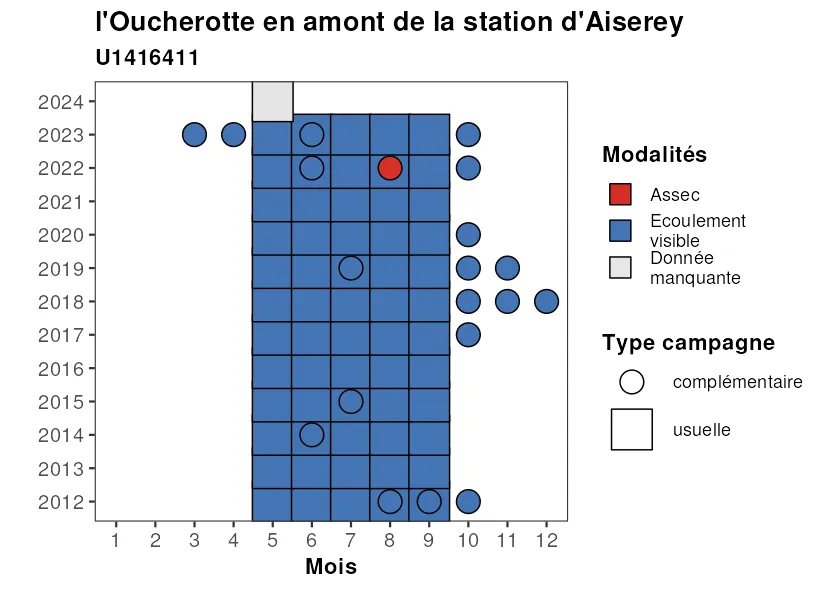 l'Oucherotte en amont de la station d'Aiserey
U1416411
2024
2023
2022
2021
2020
2019
2018
2017
2016
2015
2014
2013
2012
1 2 3 4 5 6 7 8 9 10 11 12
Mois
Modalités
Assec
Ecoulement
visible
Donnée
manquante
Type campagne
complémentaire
usuelle